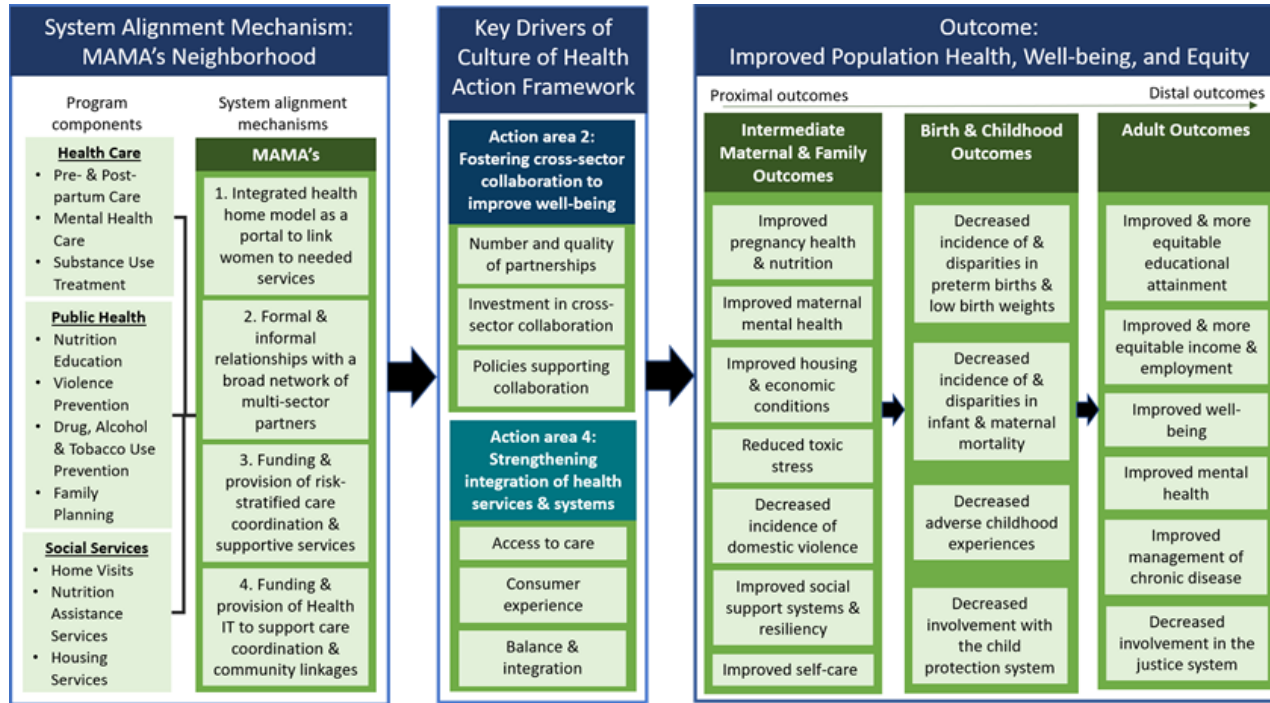 System Alignment Mechanism:
MAMA's Neighborhood
Program
components
Health Care
• Pre- & Post-
partum Care
• Mental Health
Care
• Substance Use
Treatment
Public Health
• Nutrition
Education
• Violence
Prevention
• Drug, Alcohol
& Tobacco Use
Prevention
• Family
Planning
Social Services
• Home Visits
• Nutrition
Assistance
Services
• Housing
Services
System alignment
mechanisms
MAMA's
1. Integrated health
home model as a
portal to link
women to needed
services
2. Formal &
informal
relationships with a
broad network of
multi-sector
partners
3. Funding &
provision of risk-
stratified care
coordination &
supportive services
4. Funding &
provision of Health
IT to support care
coordination &
community linkages
Key Drivers of
Culture of Health
Action Framework
Action area 2:
Fostering cross-sector
collaboration to
improve well-being
Number and quality
of partnerships
Investment in cross-
sector collaboration
Policies supporting
collaboration
Action area 4:
Strengthening
integration of health
services & systems
Access to care
Consumer
experience
Balance &
integration
Outcome:
Improved Population Health, Well-being, and Equity
Proximal outcomes
Distal outcomes
Intermediate
Maternal & Family
Outcomes
Improved
pregnancy health
& nutrition
Improved maternal
mental health
Improved housing
& economic
conditions
Reduced toxic
stress
Decreased
incidence of
domestic violence
Improved social
support systems &
resiliency
Improved self-care
Birth & Childhood
Outcomes
Decreased
incidence of &
disparities in
preterm births &
low birth weights
Decreased
incidence of &
disparities in
infant & maternal
mortality
Decreased
adverse childhood
experiences
Decreased
involvement with
the child
protection system
Adult Outcomes
Improved & more
equitable
educational
attainment
Improved & more
equitable income &
employment
Improved well-
being
Improved mental
health
Improved
management of
chronic disease
Decreased
involvement in the
justice system